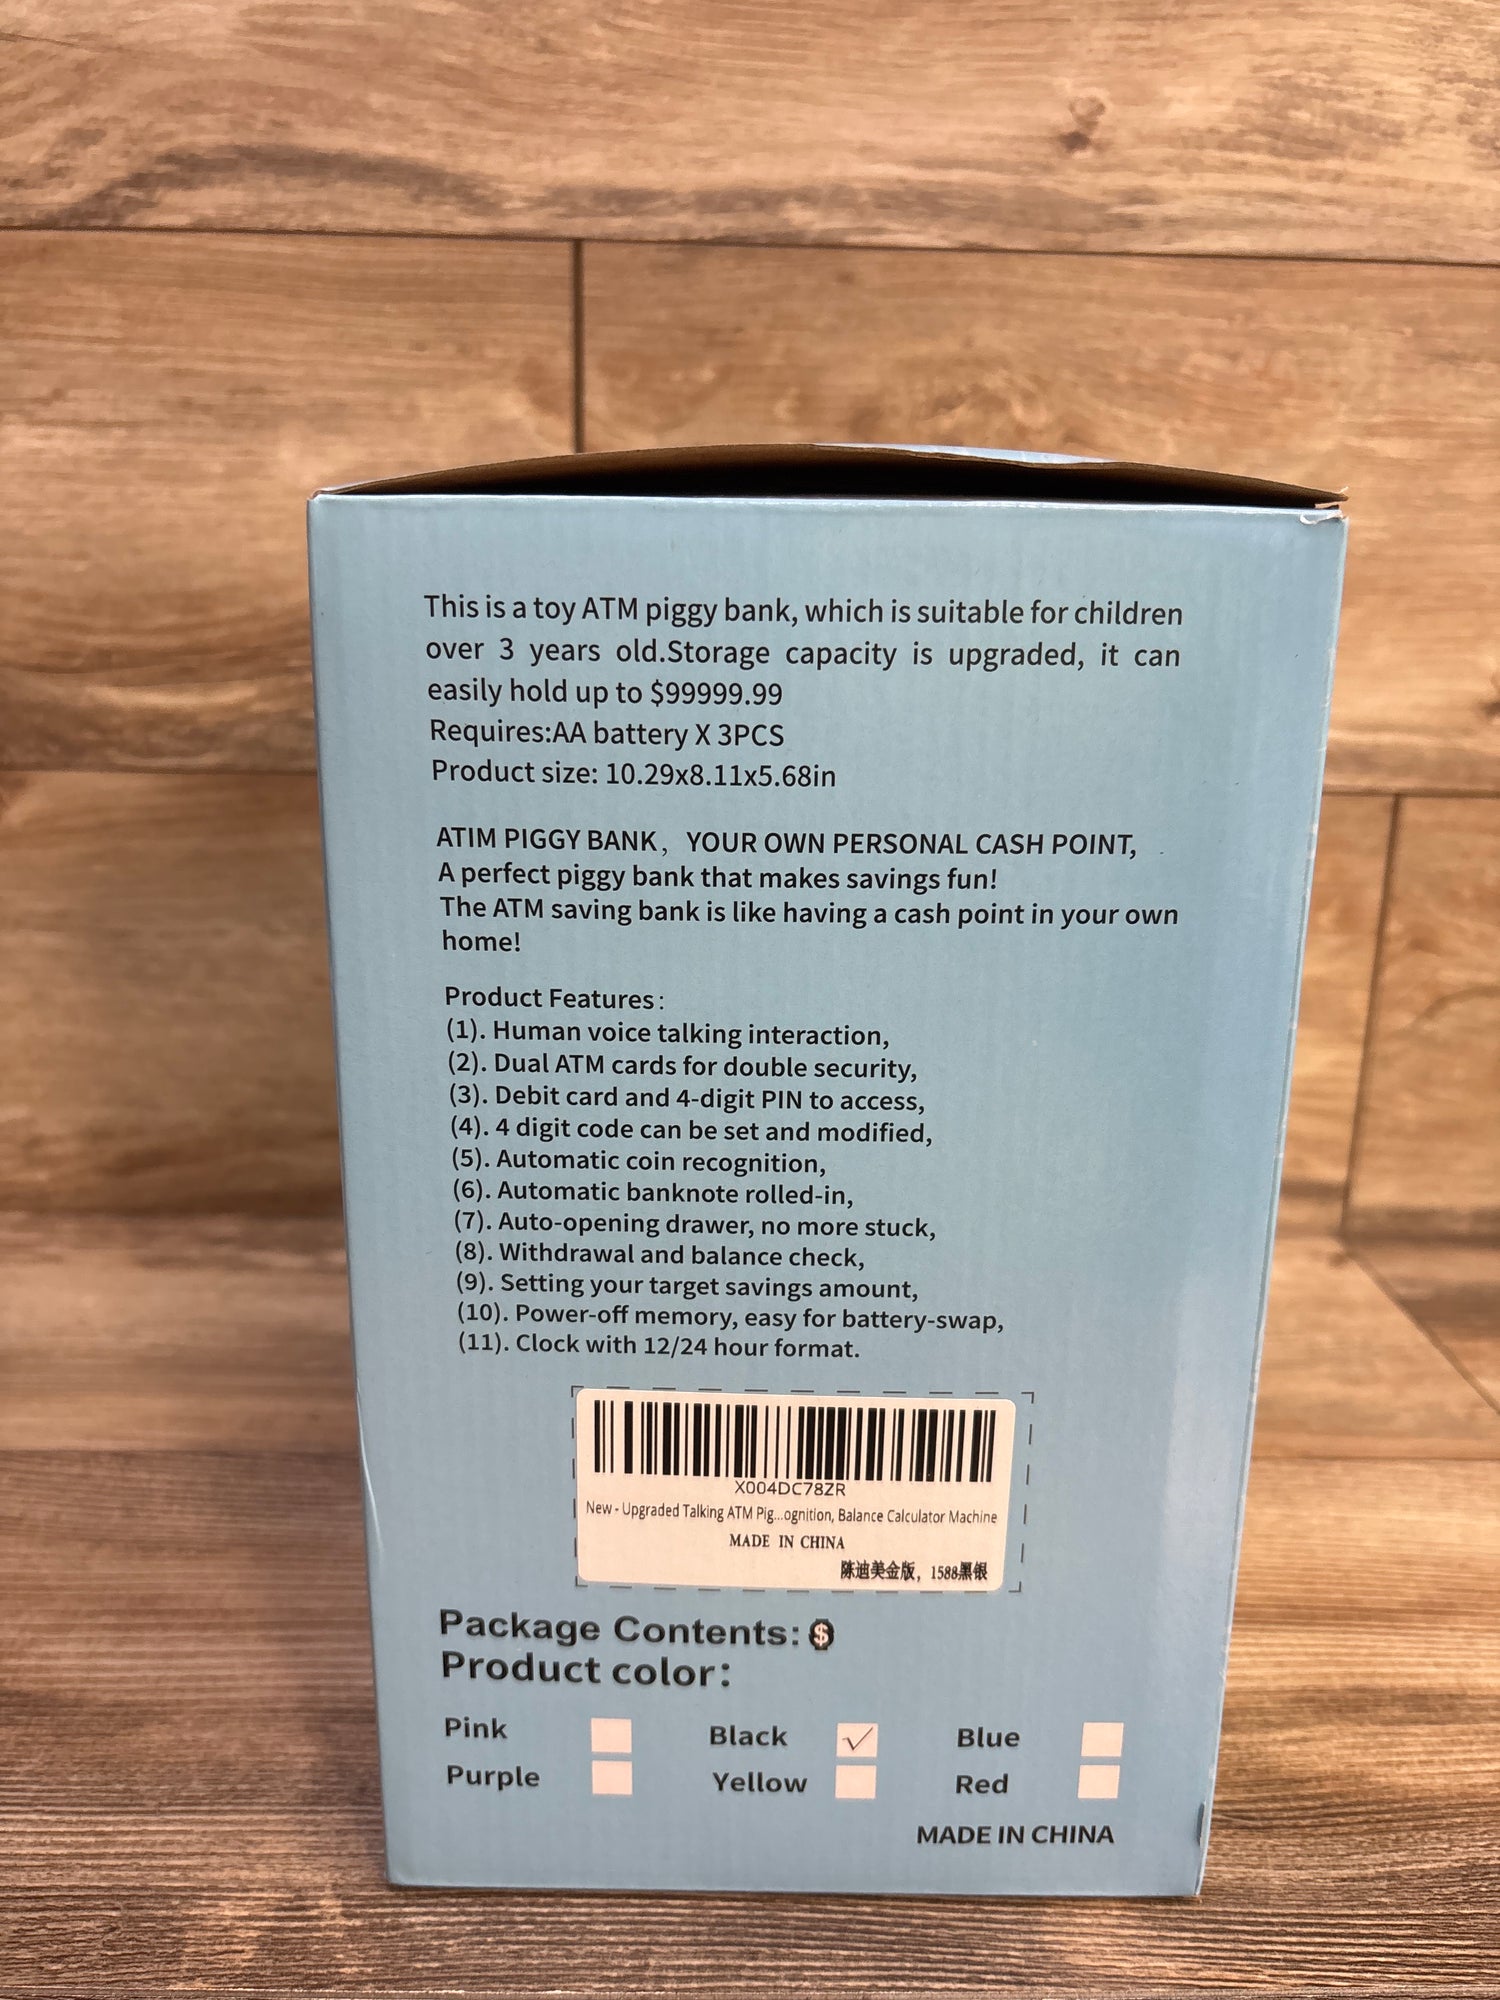 This is a toy ATM piggy bank, which is suitable for children
over 3 years old.Storage capacity is upgraded, it can
easily hold up to $99999.99
Requires:AA battery X 3PCS
Product size: 10.29x8.11x5.68in
ATIM PIGGY BANK，YOUR OWN PERSONAL CASH POINT,
A perfect piggy bank that makes savings fun!
The ATM saving bank is like having a cash point in your own
home!
Product Features:
(1). Human voice talking interaction,
(2). Dual ATM cards for double security,
(3). Debit card and 4-digit PIN to access,
(4). 4 digit code can be set and modified,
(5). Automatic coin recognition,
(6). Automatic banknote rolled-in,
(7). Auto-opening drawer, no more stuck,
(8). Withdrawal and balance check,
(9). Setting your target savings amount,
(10). Power-off memory, easy for battery-swap,
(11). Clock with 12/24 hour format.
X004DC78ZR
New - Upgraded Talking ATM Pig...ognition, Balance Calculator Machine
MADE IN CHINA
陈迪美金版，1588黑银
Package Contents: $
Product color:
Pink Black ✓ Blue
Purple Yellow Red
MADE IN CHINA